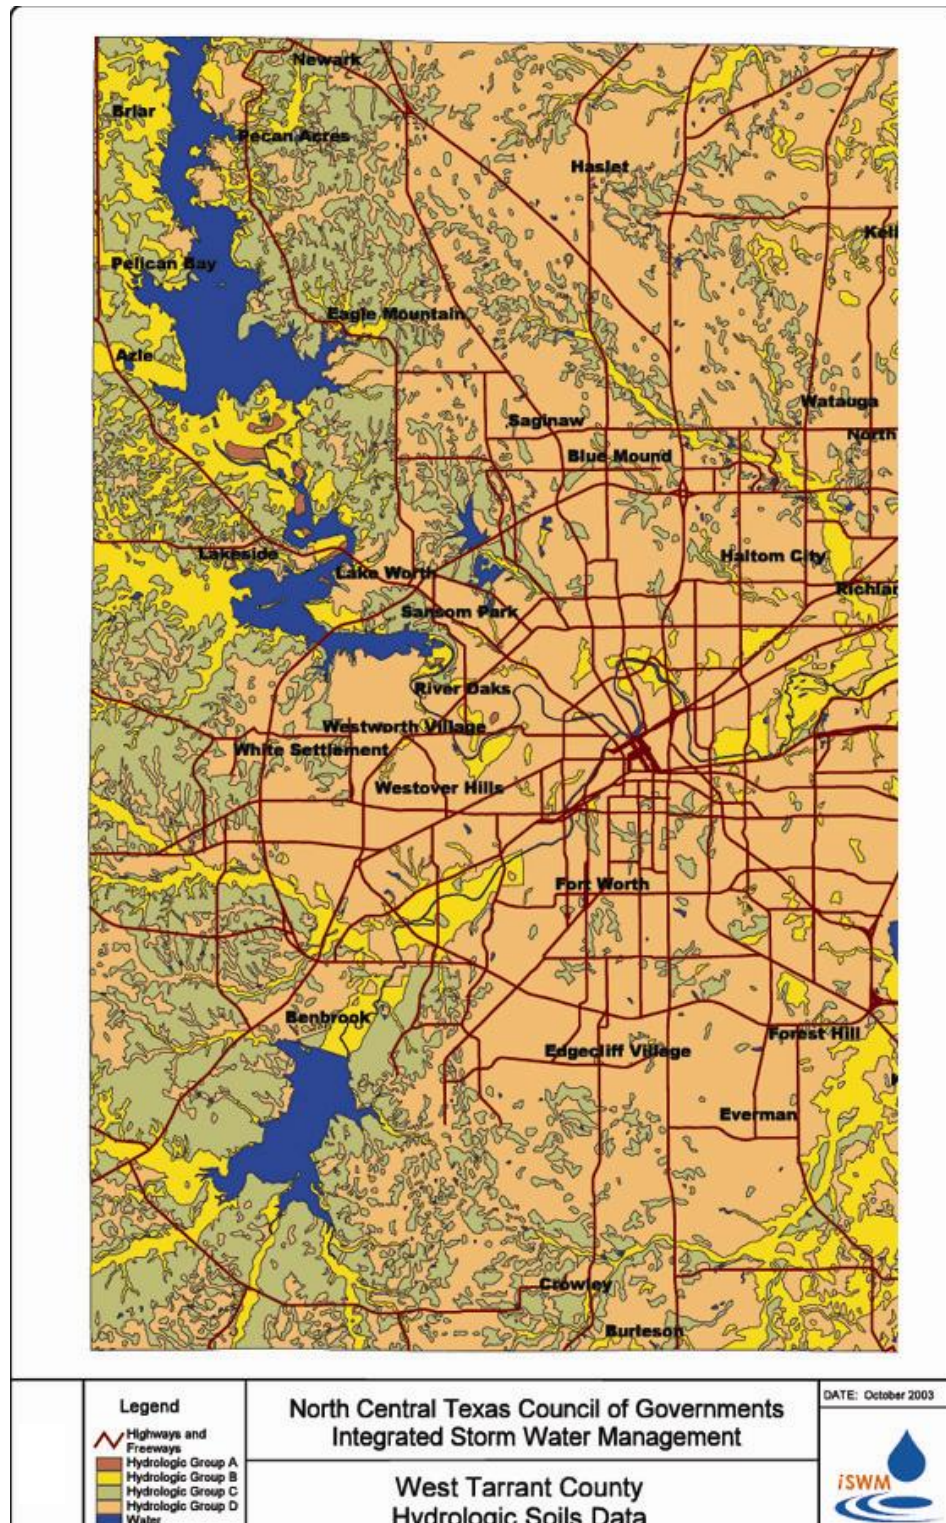 Newark
Briar
Pecan Acres
Haslet
Kell
Pelican Bay
Eagle Mountain
Azle
Watauga
Saginaw
North
Blue Mound
Lakeside
Haltom City
Lake Worth
Richlan
Sansom Park
River Oaks
Westworth Village
White Settlement
Westover Hills
Fort Worth
Benbrook
Forest Hill
Edgecliff Village
Everman
Crowley
Burleson
Legend
Highways and
Freeways
Hydrologic Group A
Hydrologic Group B
Hydrologic Group C
Hydrologic Group D
Water
North Central Texas Council of Governments
Integrated Storm Water Management
West Tarrant County
Hydrologic Soils Data
DATE: October 2003
iSWM